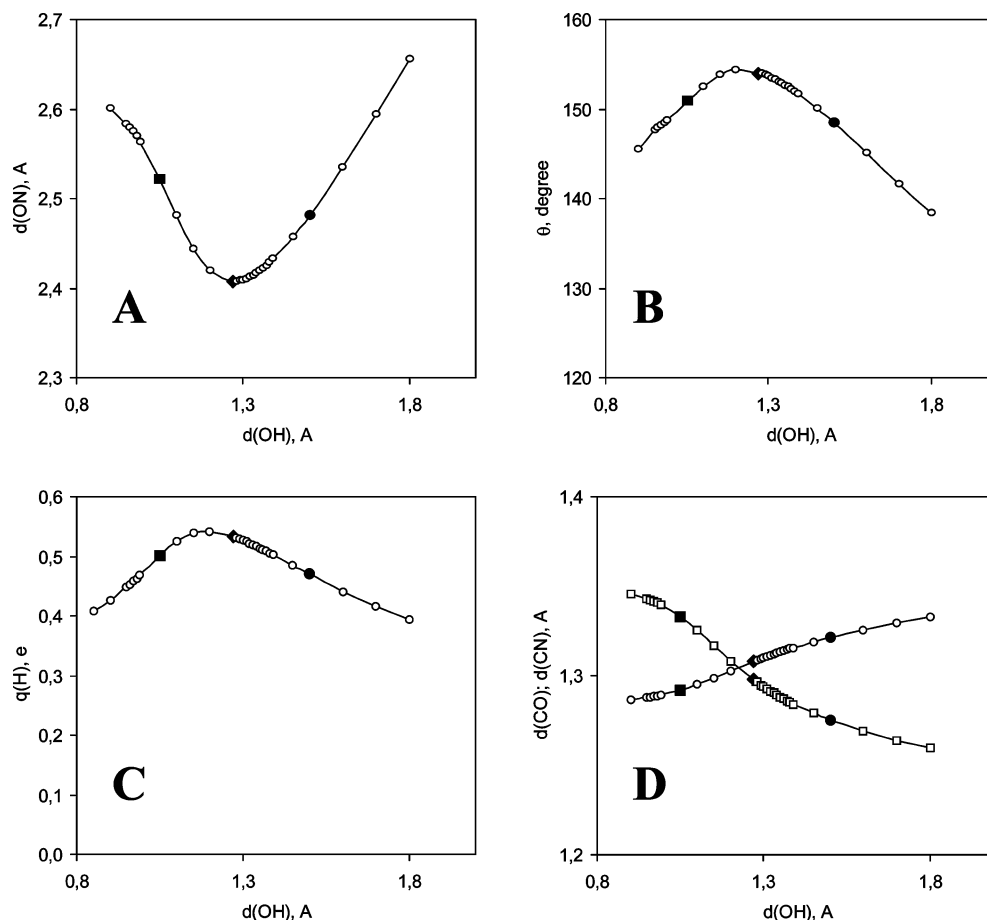 2,7
2,6
2,5
2,4
2,3
d(ON), A
A
0,8
1,3
1,8
d(OH), A
160
150
140
130
120
θ, degree
B
0,8
1,3
1,8
d(OH), A
0,6
0,5
0,4
0,3
0,2
0,1
0,0
q(H), e
C
0,8
1,3
1,8
d(OH), A
1,4
1,3
1,2
d(CO); d(CN), A
D
0,8
1,3
1,8
d(OH), A